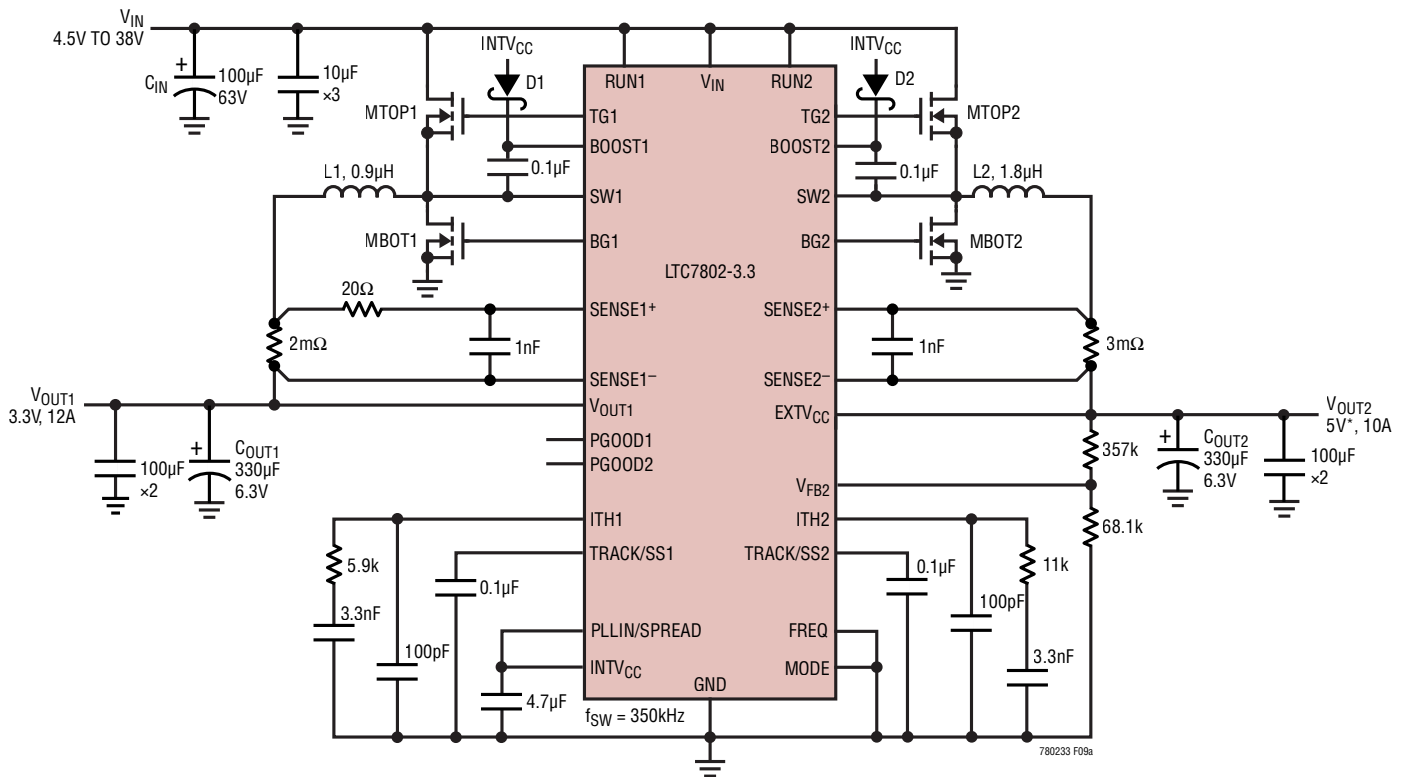 VIN
4.5V TO 38V
CIN
+
100µF
63V
10µF
×3
INTVCC
D1
MTOP1
INTVCC
D2
MTOP2
RUN1
VIN
RUN2
TG1
TG2
BOOST1
BOOST2
0.1µF
0.1µF
L1, 0.9µH
L2, 1.8µH
SW1
SW2
MBOT1
MBOT2
BG1
BG2
LTC7802-3.3
20Ω
SENSE1+
SENSE2+
2mΩ
1nF
1nF
3mΩ
SENSE1–
SENSE2–
VOUT1
3.3V, 12A
VOUT1
EXTVCC
VOUT2
5V*, 10A
PGOOD1
PGOOD2
100µF
×2
+
COUT1
330µF
6.3V
357k
+
COUT2
330µF
6.3V
100µF
×2
VFB2
68.1k
ITH1
ITH2
5.9k
3.3nF
100pF
TRACK/SS1
TRACK/SS2
0.1µF
0.1µF
11k
100pF
3.3nF
PLLIN/SPREAD
FREQ
INTVCC
MODE
4.7µF
GND
fSW = 350kHz
780233 F09a